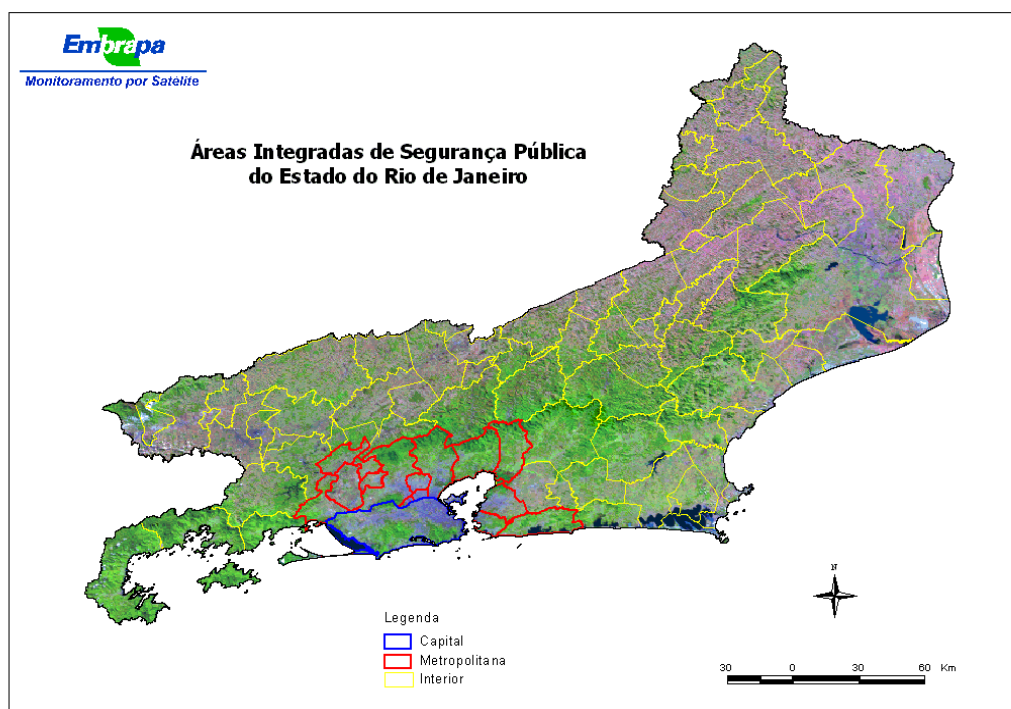 Embrapa
Monitoramento por Satélite
Áreas Integradas de Segurança Pública
do Estado do Rio de Janeiro
N
Legenda
Capital
Metropolitana
Interior
30 0 30 60 Km